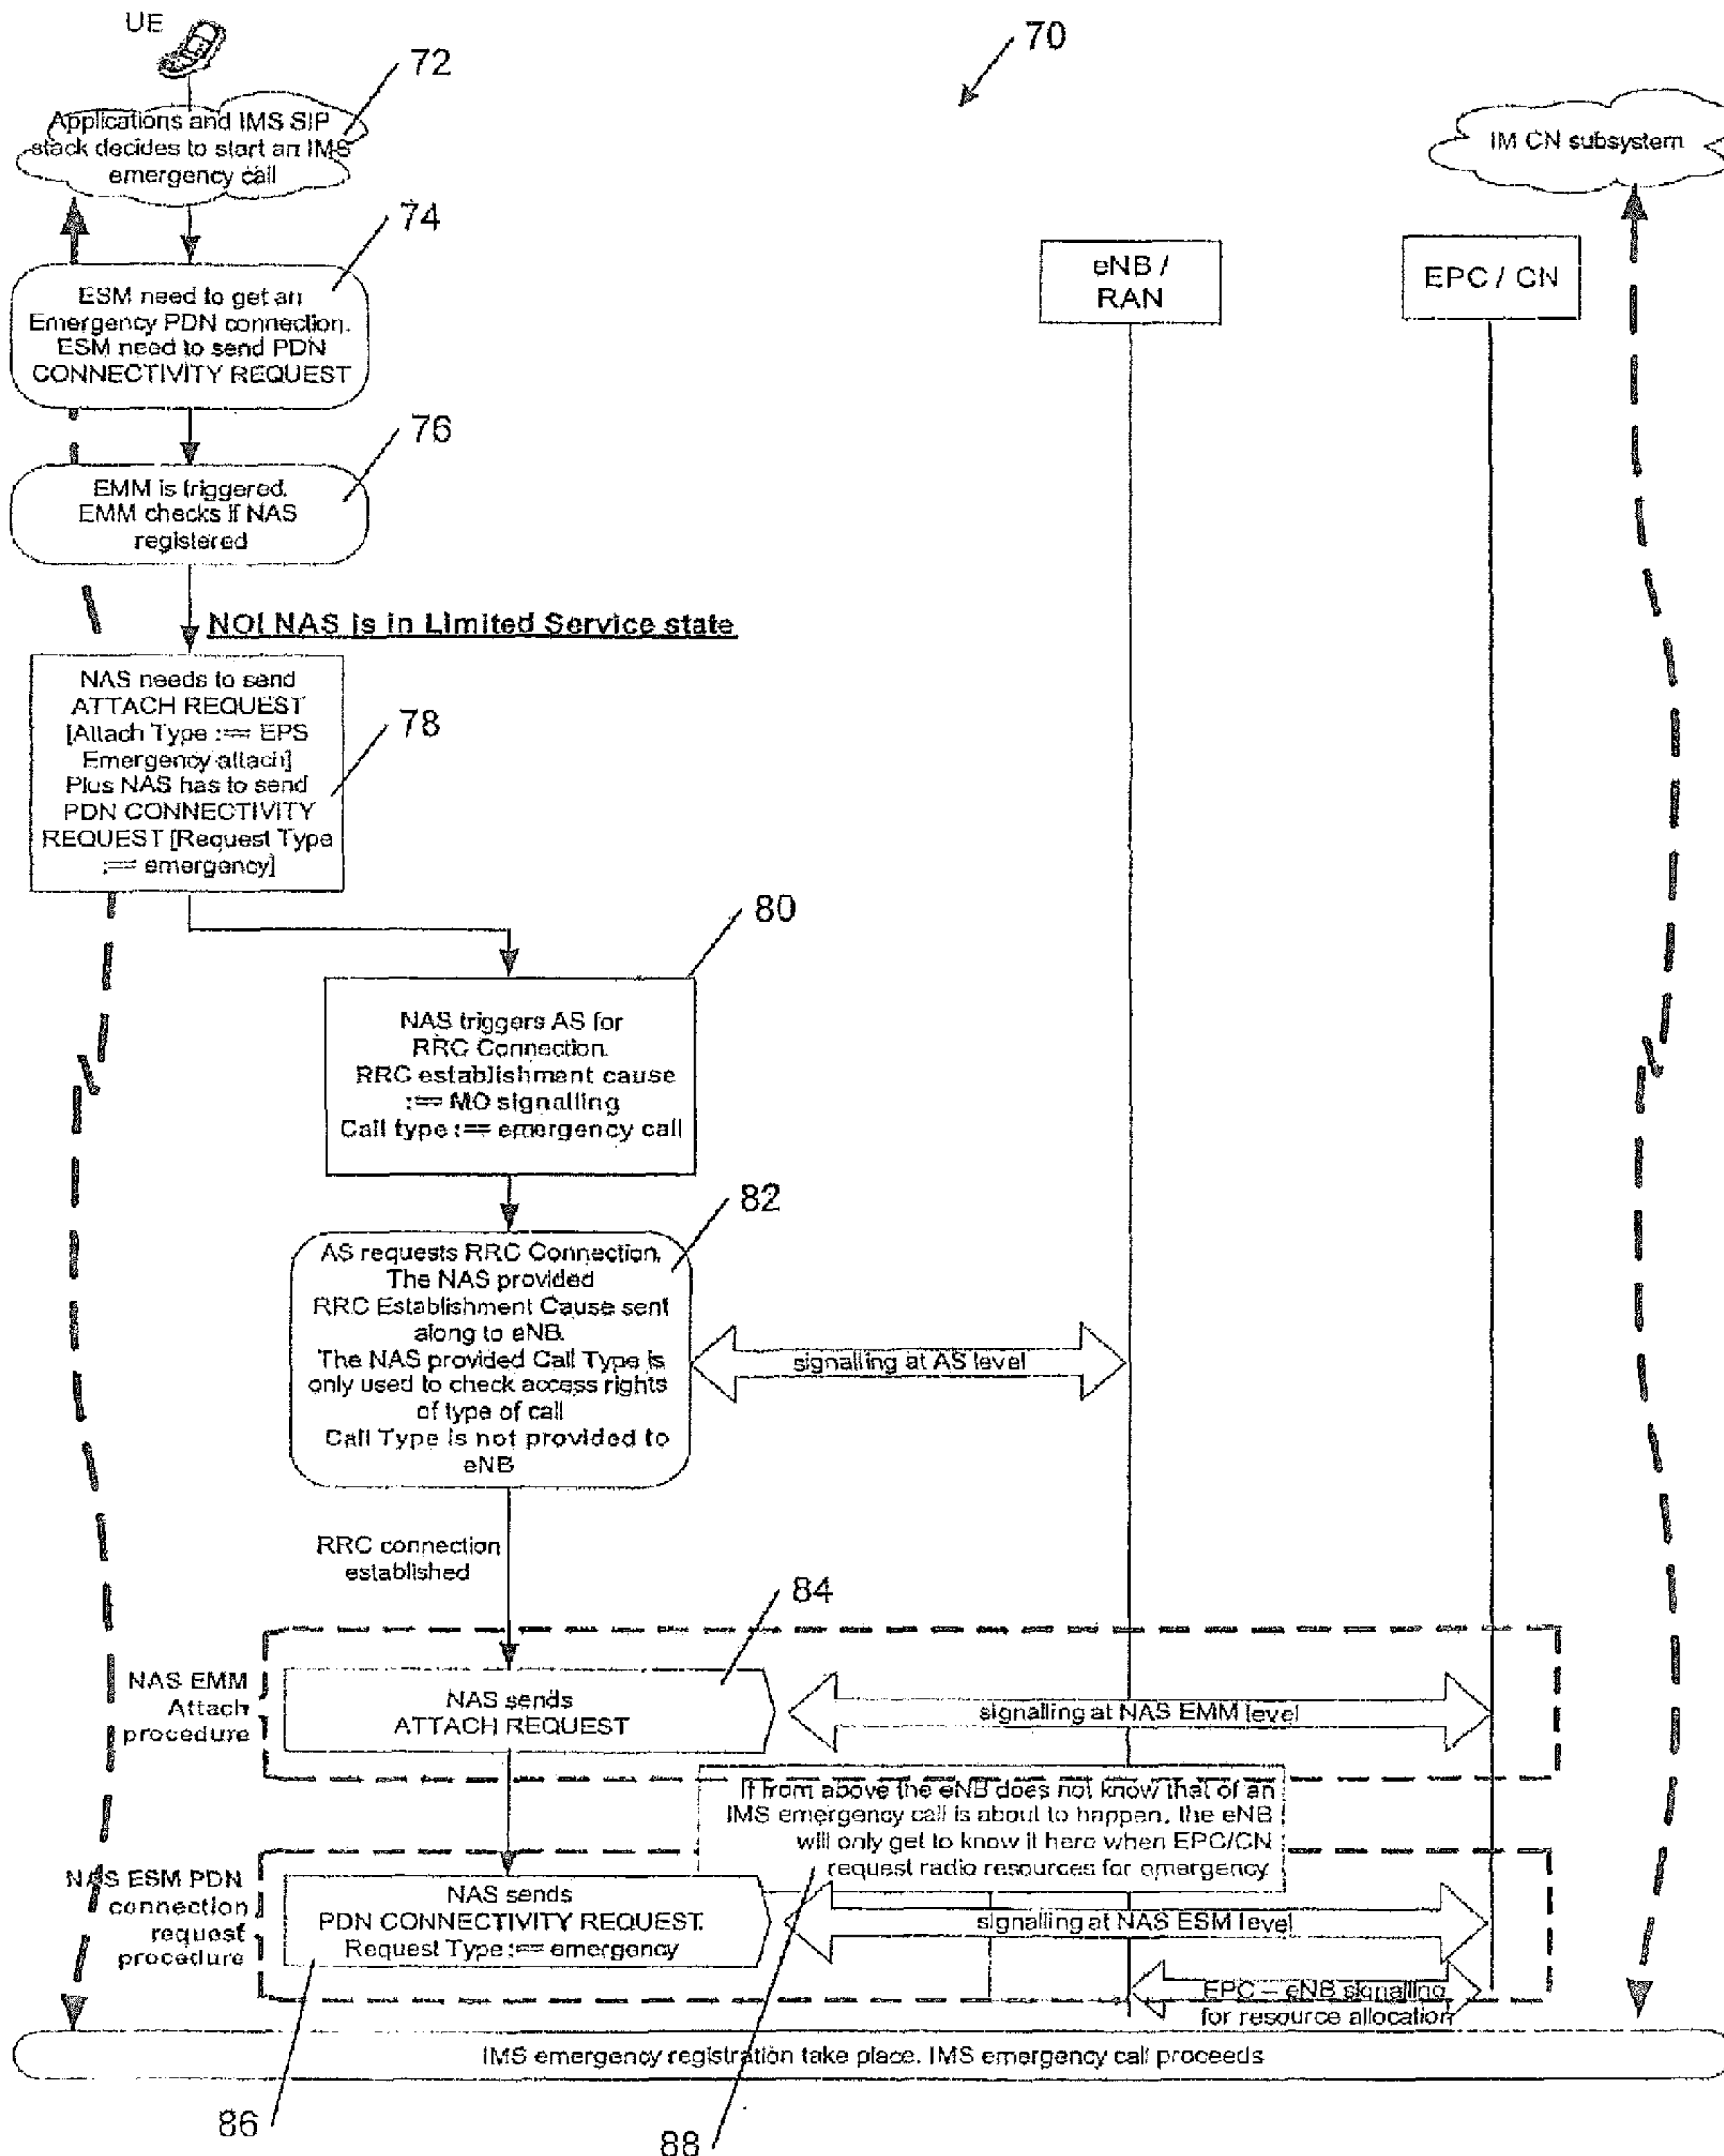 UE
70
72
Applications and IMS SIP
stack decides to start an IMS
emergency call
IM CN subsystem
74
eNB /
RAN
EPC / CN
ESM need to get an
Emergency PDN connection.
ESM need to send PDN
CONNECTIVITY REQUEST
76
EMM is triggered.
EMM checks if NAS
registered
NO! NAS is in Limited Service state
NAS needs to send
ATTACH REQUEST
[Attach Type :== EPS
Emergency attach]
Plus NAS has to send
PDN CONNECTIVITY
REQUEST [Request Type
:== emergency]
78
80
NAS triggers AS for
RRC Connection.
RRC establishment cause
:== MO signalling
Call type :== emergency call
82
AS requests RRC Connection.
The NAS provided
RRC Establishment Cause sent
along to eNB.
The NAS provided Call Type is
only used to check access rights
of type of call
Call Type is not provided to
eNB
signalling at AS level
RRC connection
established
84
NAS EMM
Attach
procedure
NAS sends
ATTACH REQUEST
signalling at NAS EMM level
If from above the eNB does not know that of an
IMS emergency call is about to happen, the eNB
will only get to know it here when EPC/CN
request radio resources for emergency
NAS ESM PDN
connection
request
procedure
NAS sends
PDN CONNECTIVITY REQUEST.
Request Type :== emergency
signalling at NAS ESM level
EPC – eNB signalling
for resource allocation
IMS emergency registration take place. IMS emergency call proceeds
86
88